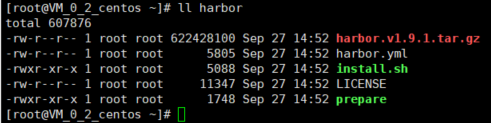 [root@VM_0_2_centos ~]# ll harbor
total 607876
-rw-r--r-- 1 root root 622428100 Sep 27 14:52 harbor.v1.9.1.tar.gz
-rw-r--r-- 1 root root      5805 Sep 27 14:52 harbor.yml
-rwxr-xr-x 1 root root      5088 Sep 27 14:52 install.sh
-rw-r--r-- 1 root root     11347 Sep 27 14:52 LICENSE
-rwxr-xr-x 1 root root      1748 Sep 27 14:52 prepare
[root@VM_0_2_centos ~]#